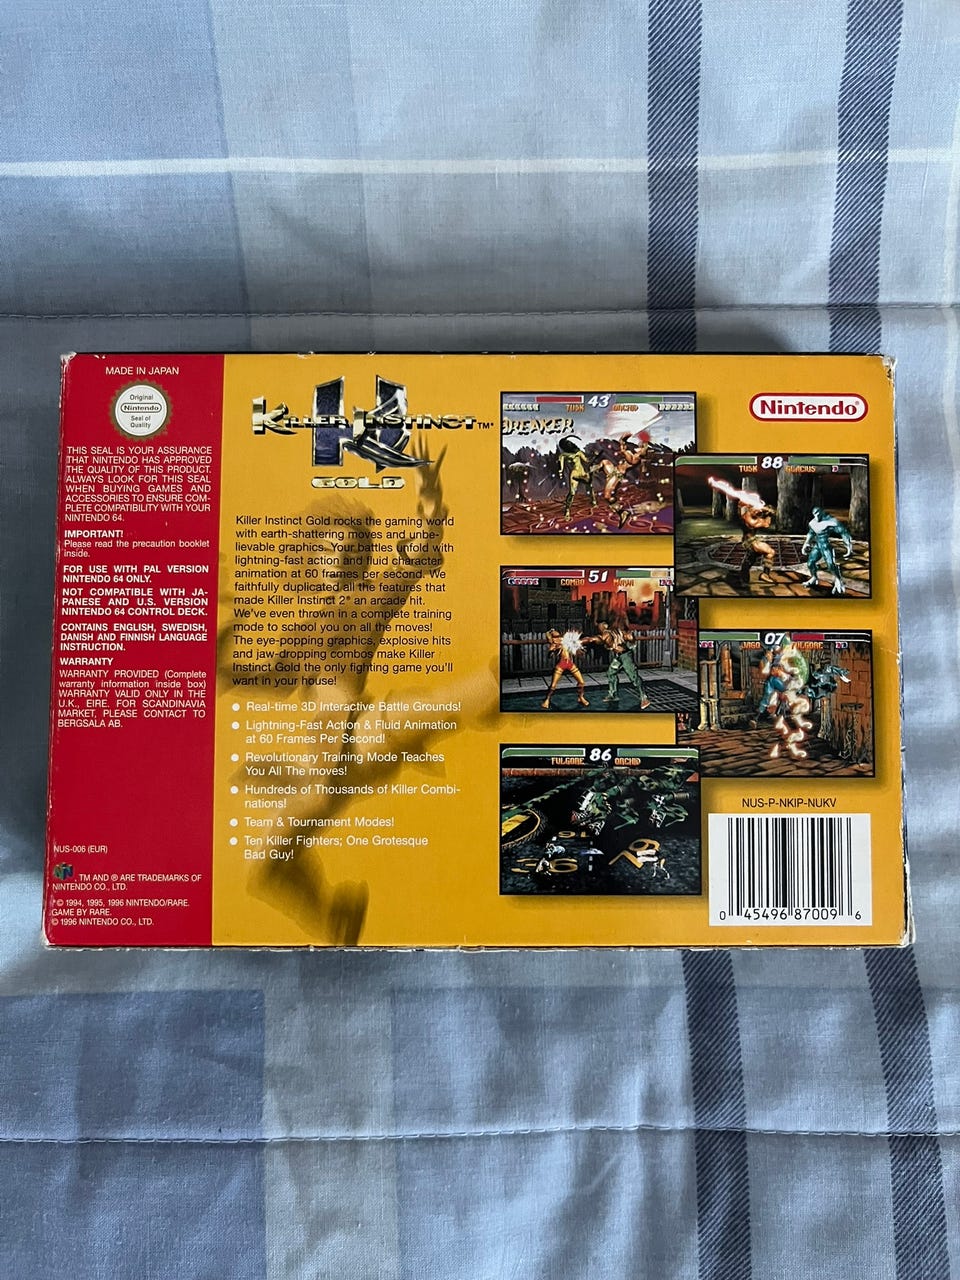 MADE IN JAPAN
Original
Nintendo
Seal of
Quality
THIS SEAL IS YOUR ASSURANCE
THAT NINTENDO HAS APPROVED
THE QUALITY OF THIS PRODUCT.
ALWAYS LOOK FOR THIS SEAL
WHEN BUYING GAMES AND
ACCESSORIES TO ENSURE COM-
PLETE COMPATIBILITY WITH YOUR
NINTENDO 64.
IMPORTANT!
Please read the precaution booklet
inside.
FOR USE WITH PAL VERSION
NINTENDO 64 ONLY.
NOT COMPATIBLE WITH JA-
PANESE AND U.S. VERSION
NINTENDO 64 CONTROL DECK.
CONTAINS ENGLISH, SWEDISH,
DANISH AND FINNISH LANGUAGE
INSTRUCTION.
WARRANTY
WARRANTY PROVIDED (Complete
warranty information inside box)
WARRANTY VALID ONLY IN THE
U.K., EIRE. FOR SCANDINAVIA
MARKET, PLEASE CONTACT TO
BERGSALA AB.
NUS-006 (EUR)
, TM AND ® ARE TRADEMARKS OF
NINTENDO CO., LTD.
© 1994, 1995, 1996 NINTENDO/RARE.
GAME BY RARE.
© 1996 NINTENDO CO., LTD.
KILLER INSTINCT™
GOLD
Killer Instinct Gold rocks the gaming world
with earth-shattering moves and unbe-
lievable graphics. Your battles unfold with
lightning-fast action and fluid character
animation at 60 frames per second. We
faithfully duplicated all the features that
made Killer Instinct 2® an arcade hit.
We've even thrown in a complete training
mode to school you on all the moves!
The eye-popping graphics, explosive hits
and jaw-dropping combos make Killer
Instinct Gold the only fighting game you'll
want in your house!
Real-time 3D Interactive Battle Grounds!
Lightning-Fast Action & Fluid Animation
at 60 Frames Per Second!
Revolutionary Training Mode Teaches
You All The moves!
Hundreds of Thousands of Killer Combi-
nations!
Team & Tournament Modes!
Ten Killer Fighters; One Grotesque
Bad Guy!
43
TUSK ORCHID
BREAKER
Nintendo®
88
TUSK GLACIUS
51
COMBO MAYA
07
JAGO FULGORE
86
FULGORE ORCHID
NUS-P-NKIP-NUKV
0 45496 87009 6